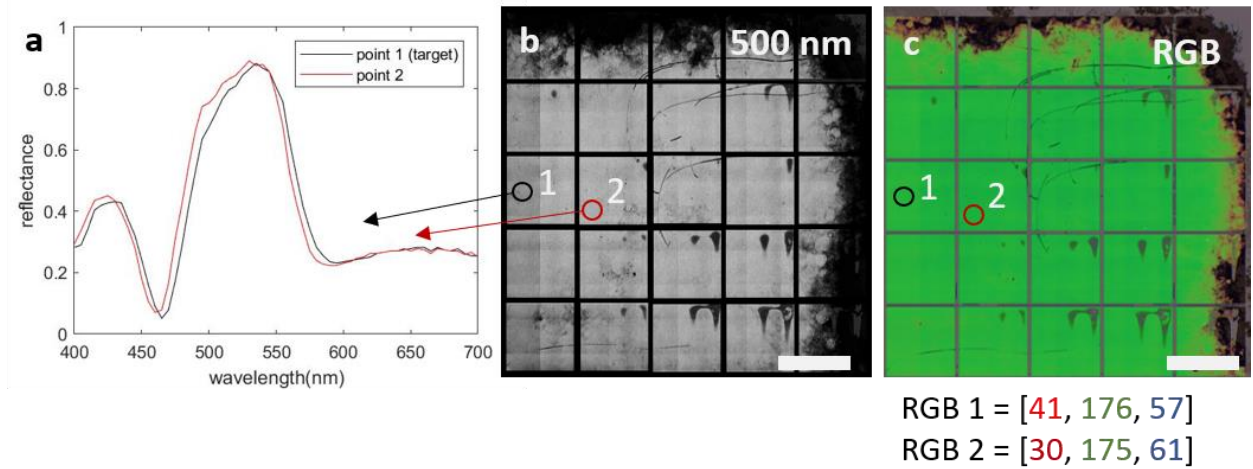 a
1
0.8
0.6
0.4
0.2
0
400
450
500
550
600
650
700
reflectance
wavelength(nm)
point 1 (target)
point 2
b
500 nm
1
2
c
RGB
1
2
RGB 1 = [41, 176, 57]
RGB 2 = [30, 175, 61]